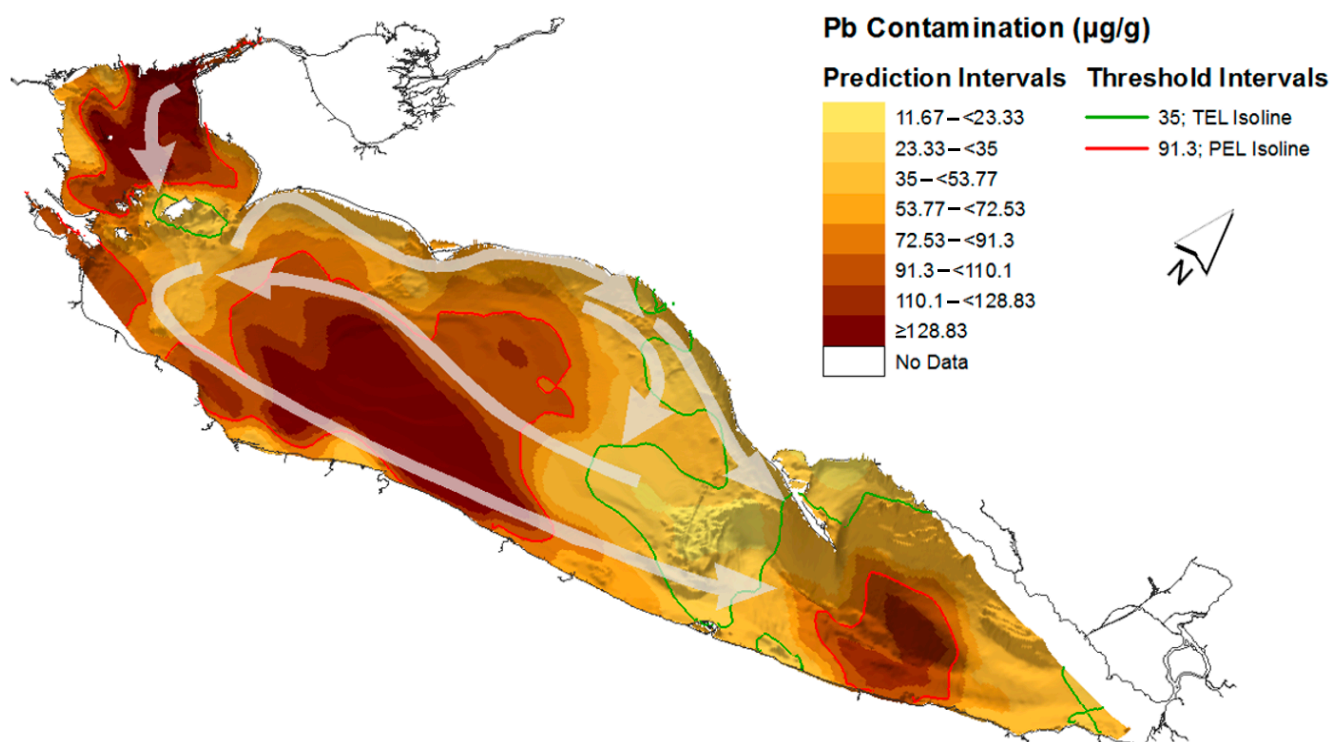 Pb Contamination (µg/g)
Prediction Intervals
11.67 – <23.33
23.33 – <35
35 – <53.77
53.77 – <72.53
72.53 – <91.3
91.3 – <110.1
110.1 – <128.83
≥128.83
No Data
Threshold Intervals
35; TEL Isoline
91.3; PEL Isoline
N